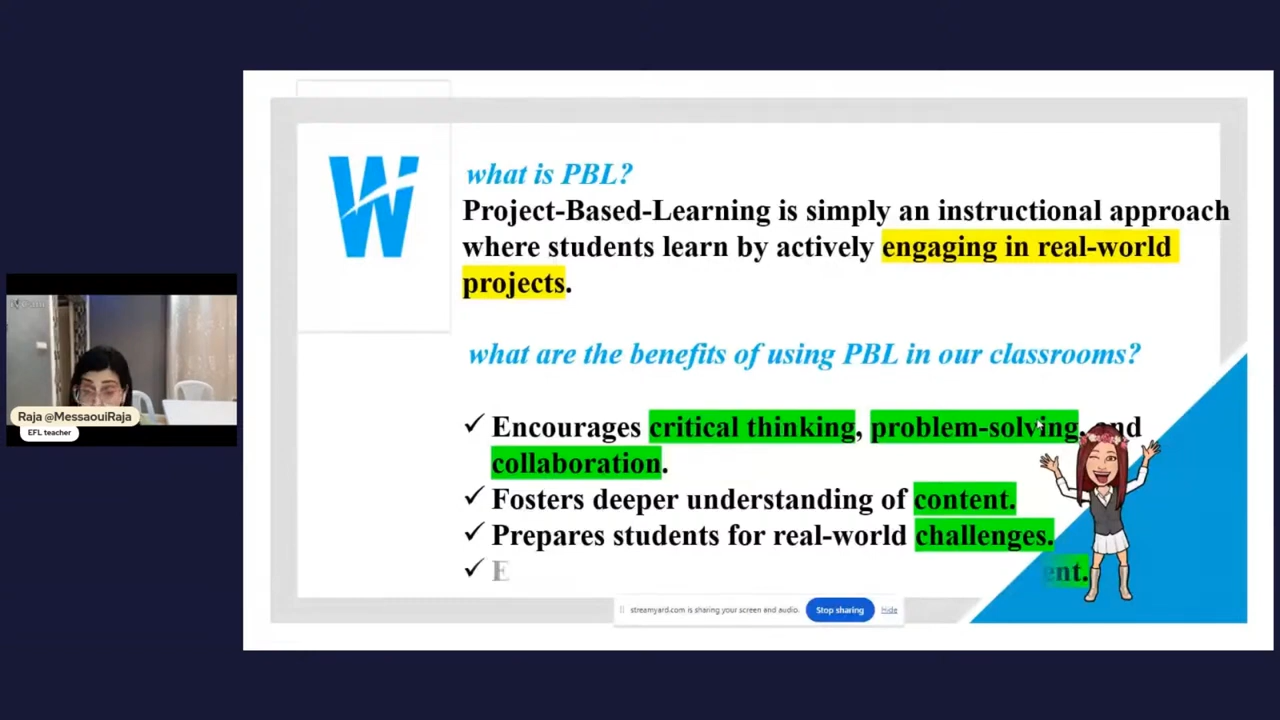 what is PBL?
Project-Based-Learning is simply an instructional approach
where students learn by actively engaging in real-world
projects.
what are the benefits of using PBL in our classrooms?
✓ Encourages critical thinking, problem-solving, and
collaboration.
✓ Fosters deeper understanding of content.
✓ Prepares students for real-world challenges.
✓ E
Raja @MessaouiRaja
EFL teacher
streamyard.com is sharing your screen and audio.
Stop sharing
Hide
W